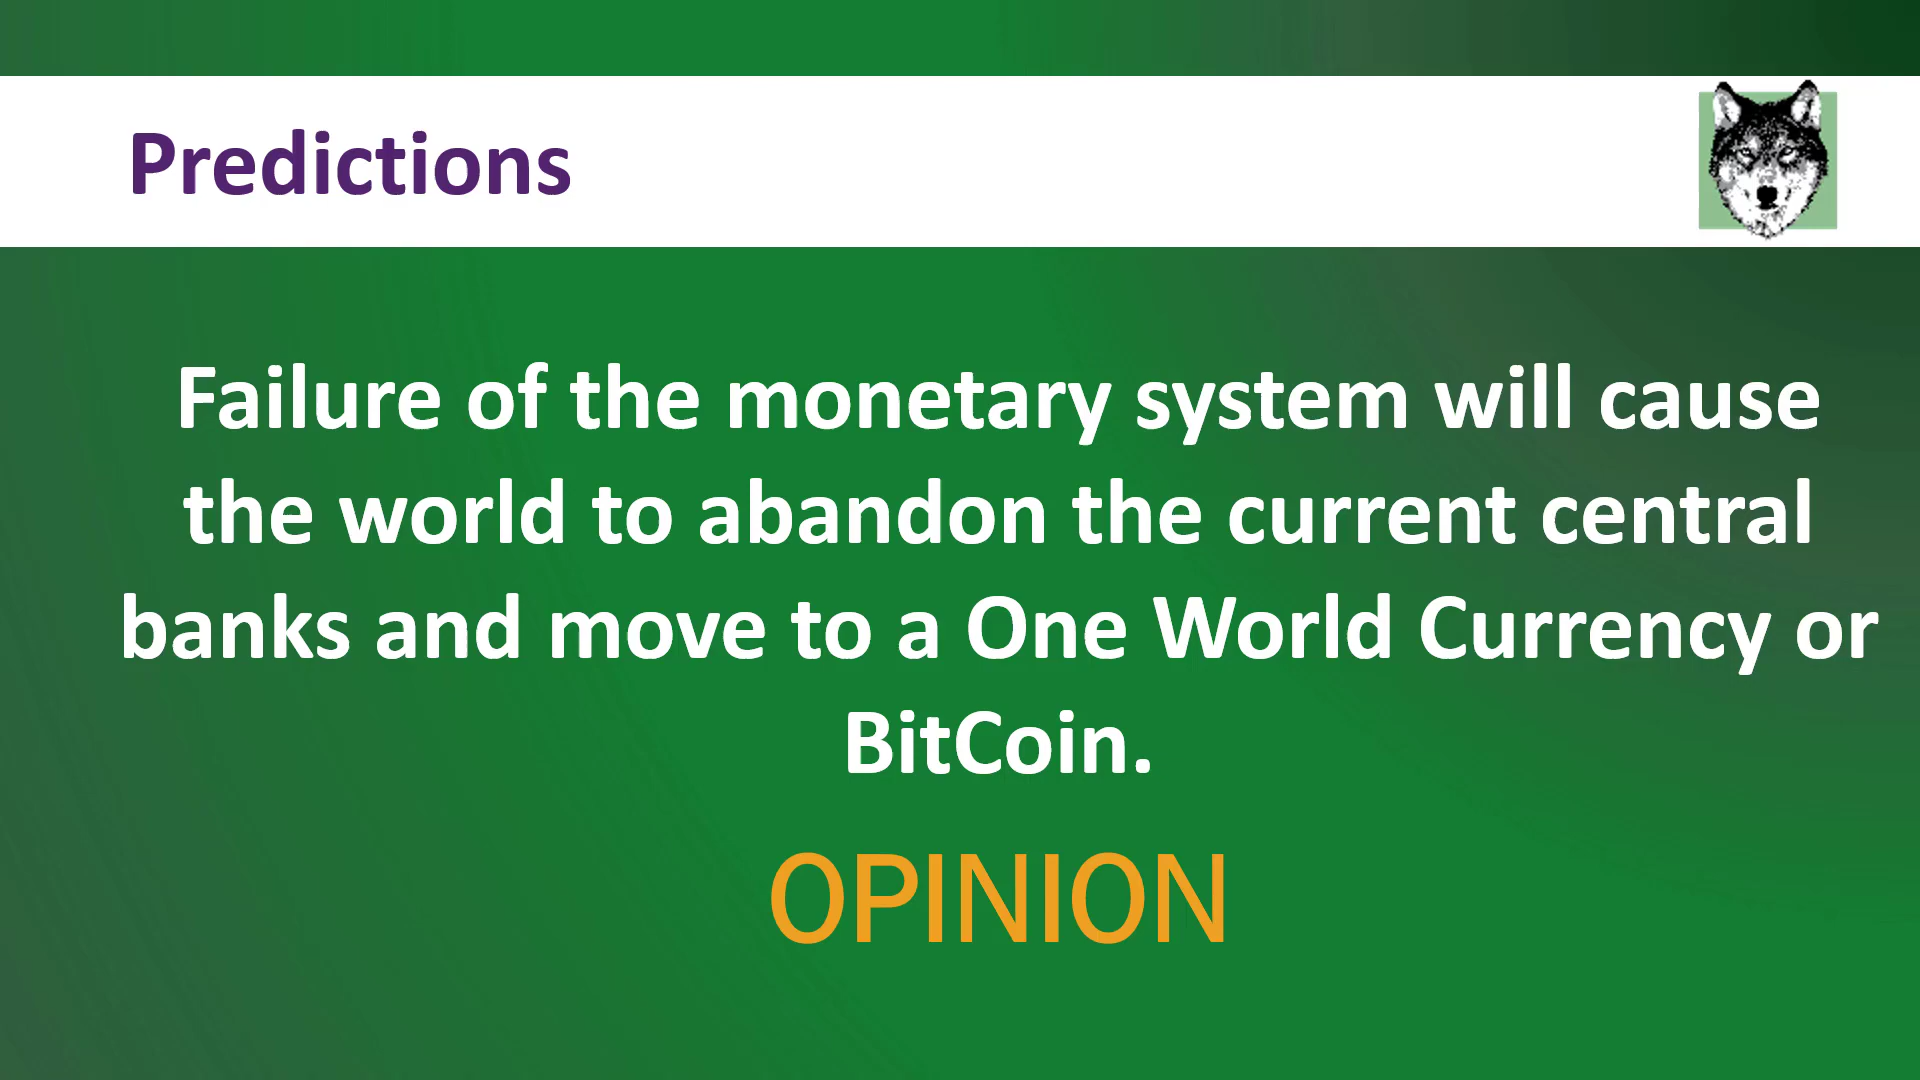 Predictions
Failure of the monetary system will cause
the world to abandon the current central
banks and move to a One World Currency or
BitCoin.
OPINION